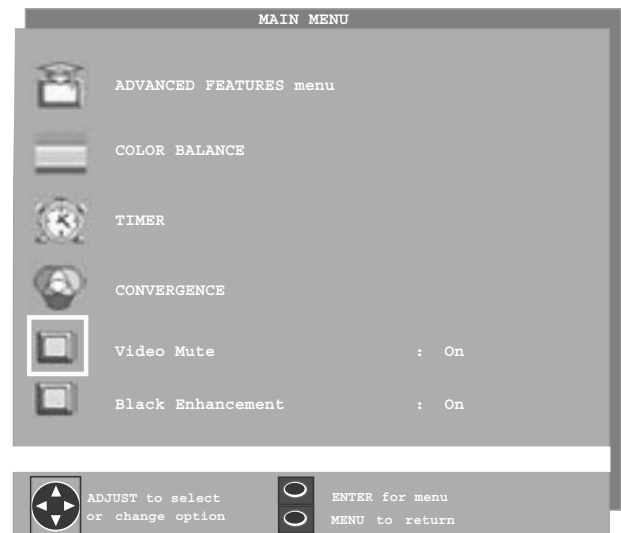 MAIN MENU
ADVANCED FEATURES menu
COLOR BALANCE
TIMER
CONVERGENCE
Video Mute : On
Black Enhancement : On
ADJUST to select
or change option
ENTER for menu
MENU to return